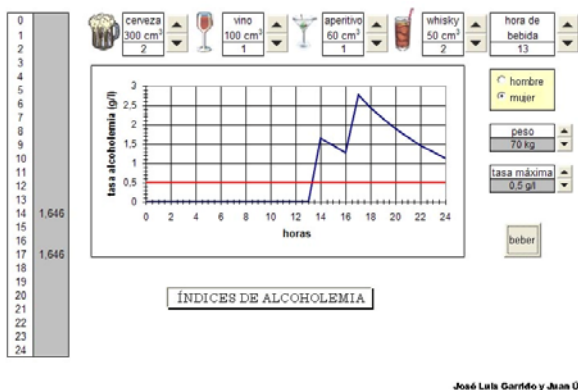 cerveza
300 cm³
2
vino
100 cm³
1
aperitivo
60 cm³
1
whisky
50 cm³
2
hora de
bebida
13
0
1
2
3
4
5
6
7
8
9
10
11
12
13
14 1,646
15
16
17 1,646
18
19
20
21
22
23
24
tasa alcoholemia (g/l)
3
2,5
2
1,5
1
0,5
0
0 2 4 6 8 10 12 14 16 18 20 22 24
horas
hombre
mujer
peso
70 kg
tasa máxima
0,5 g/l
beber
ÍNDICES DE ALCOHOLEMIA
José Luis Garrido y Juan